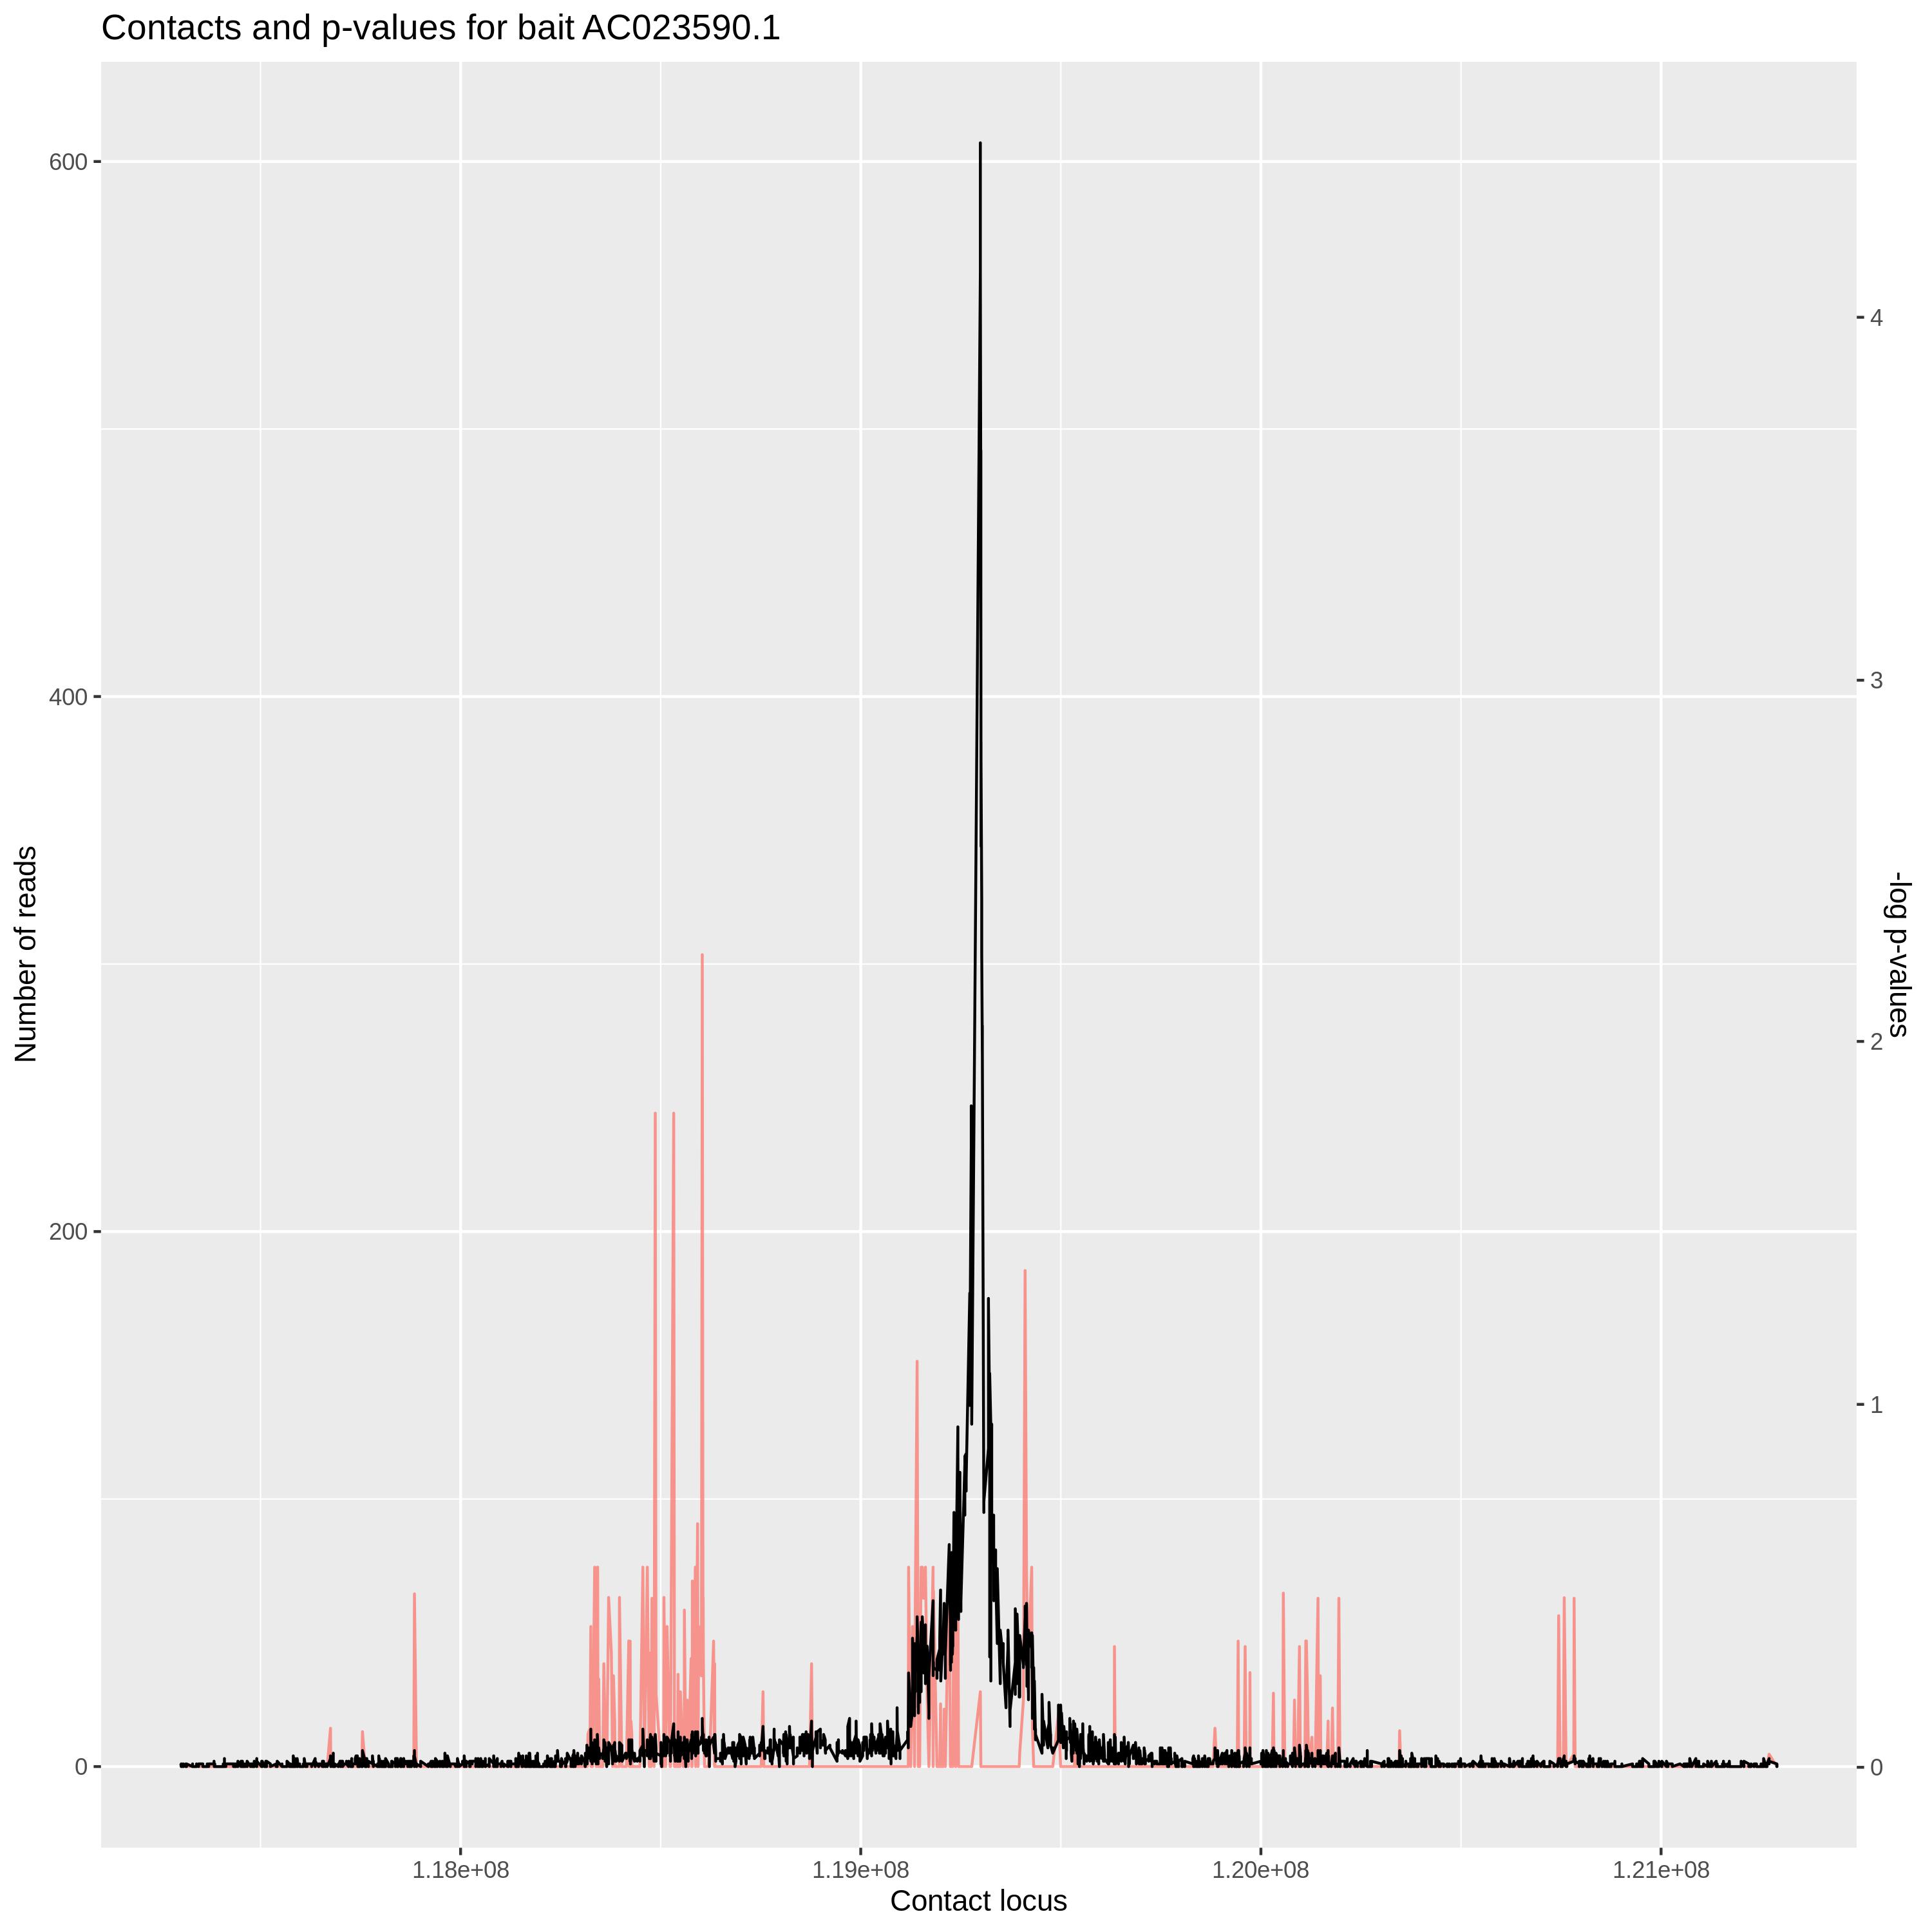 Contacts and p-values for bait AC023590.1
600
400
200
0
Number of reads
4
3
2
1
0
-log p-values
1.18e+08
1.19e+08
1.20e+08
1.21e+08
Contact locus